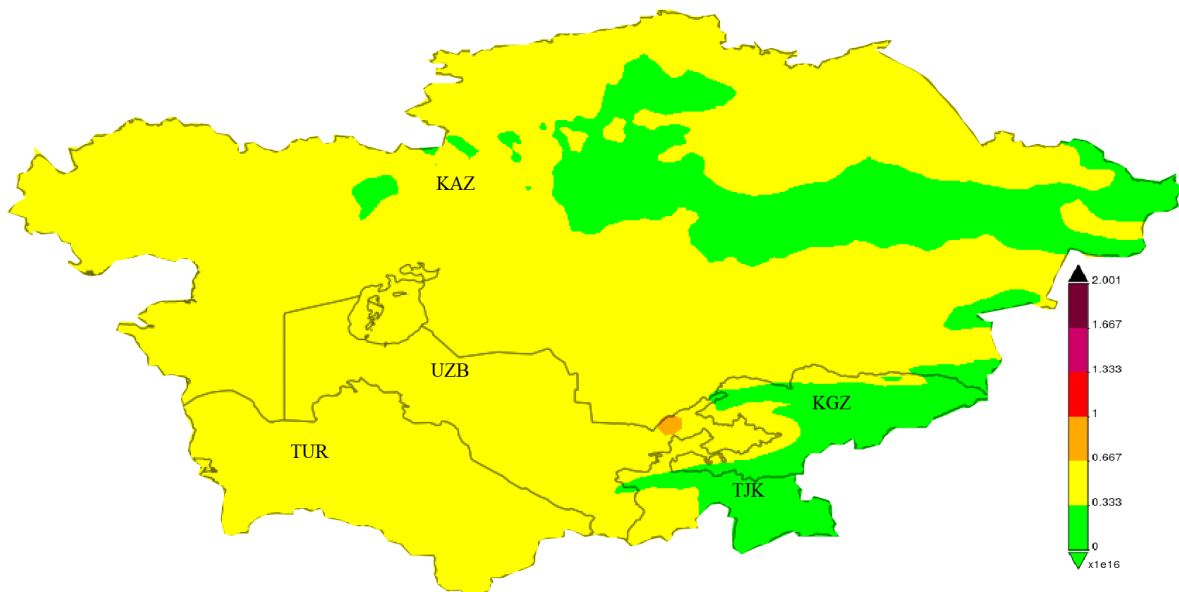 KAZ
UZB
KGZ
TUR
TJK
2.001
1.667
1.333
1
0.667
0.333
0
x1e16